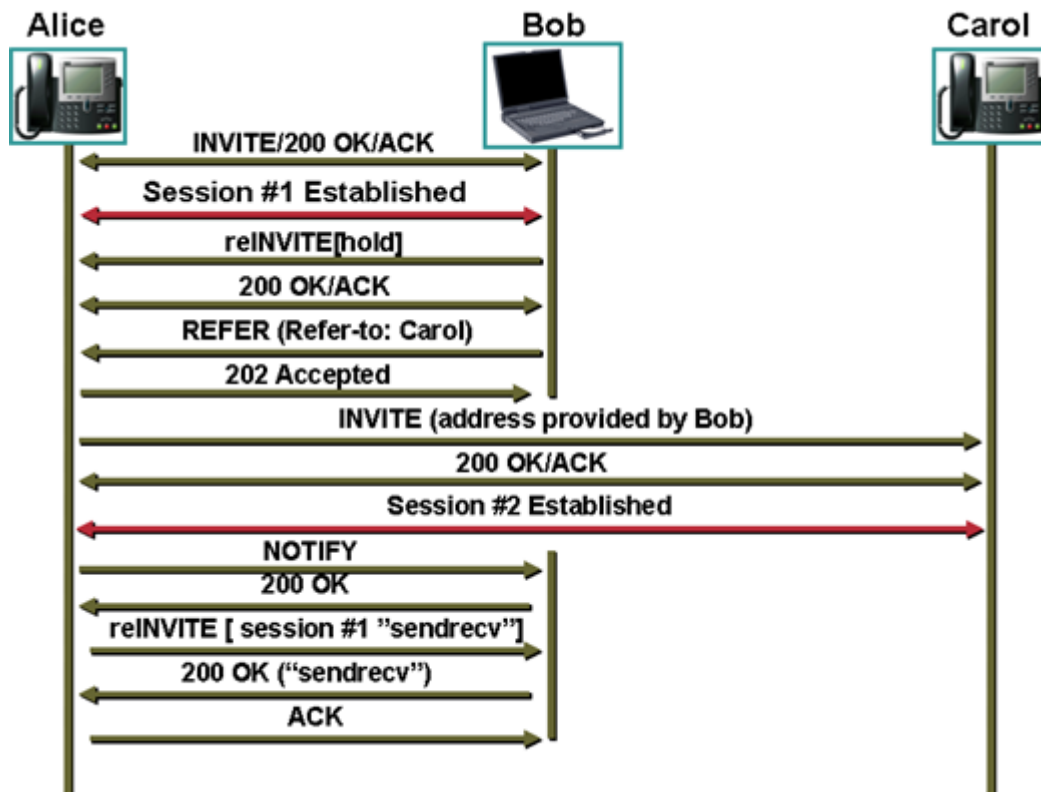 Alice
Bob
Carol
INVITE/200 OK/ACK
Session #1 Established
reINVITE[hold]
200 OK/ACK
REFER (Refer-to: Carol)
202 Accepted
INVITE (address provided by Bob)
200 OK/ACK
Session #2 Established
NOTIFY
200 OK
reINVITE [ session #1 ”sendrecv”]
200 OK (“sendrecv”)
ACK